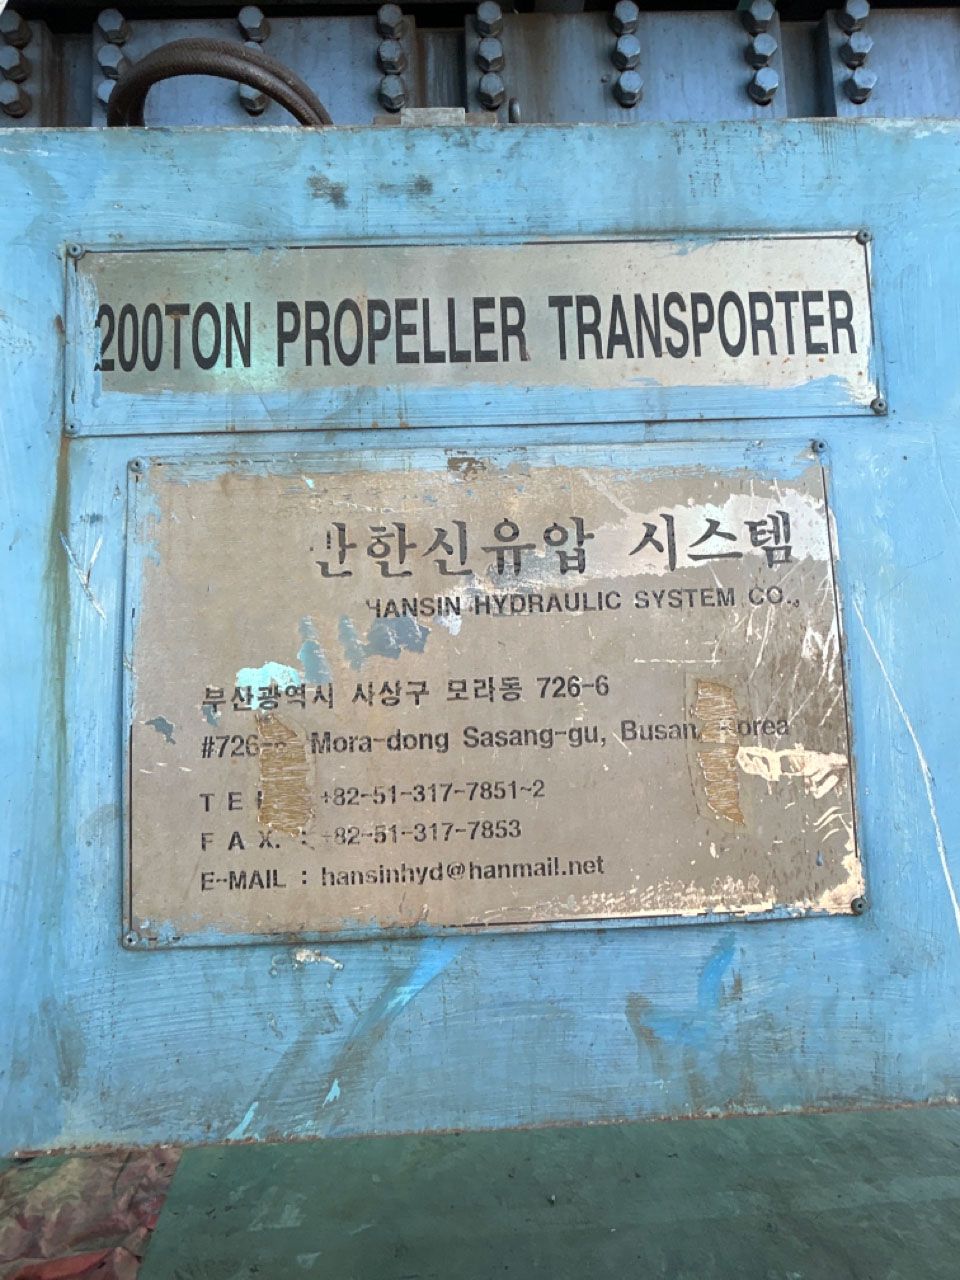 200TON PROPELLER TRANSPORTER
한신유압 시스템
HANSIN HYDRAULIC SYSTEM CO.,
부산광역시 사상구 모라동 726-6
Mora-dong Sasang-gu, Busan, Korea
+82-51-317-7851~2
FAX. : +82-51-317-7853
E-MAIL : hansinhyd@hanmail.net